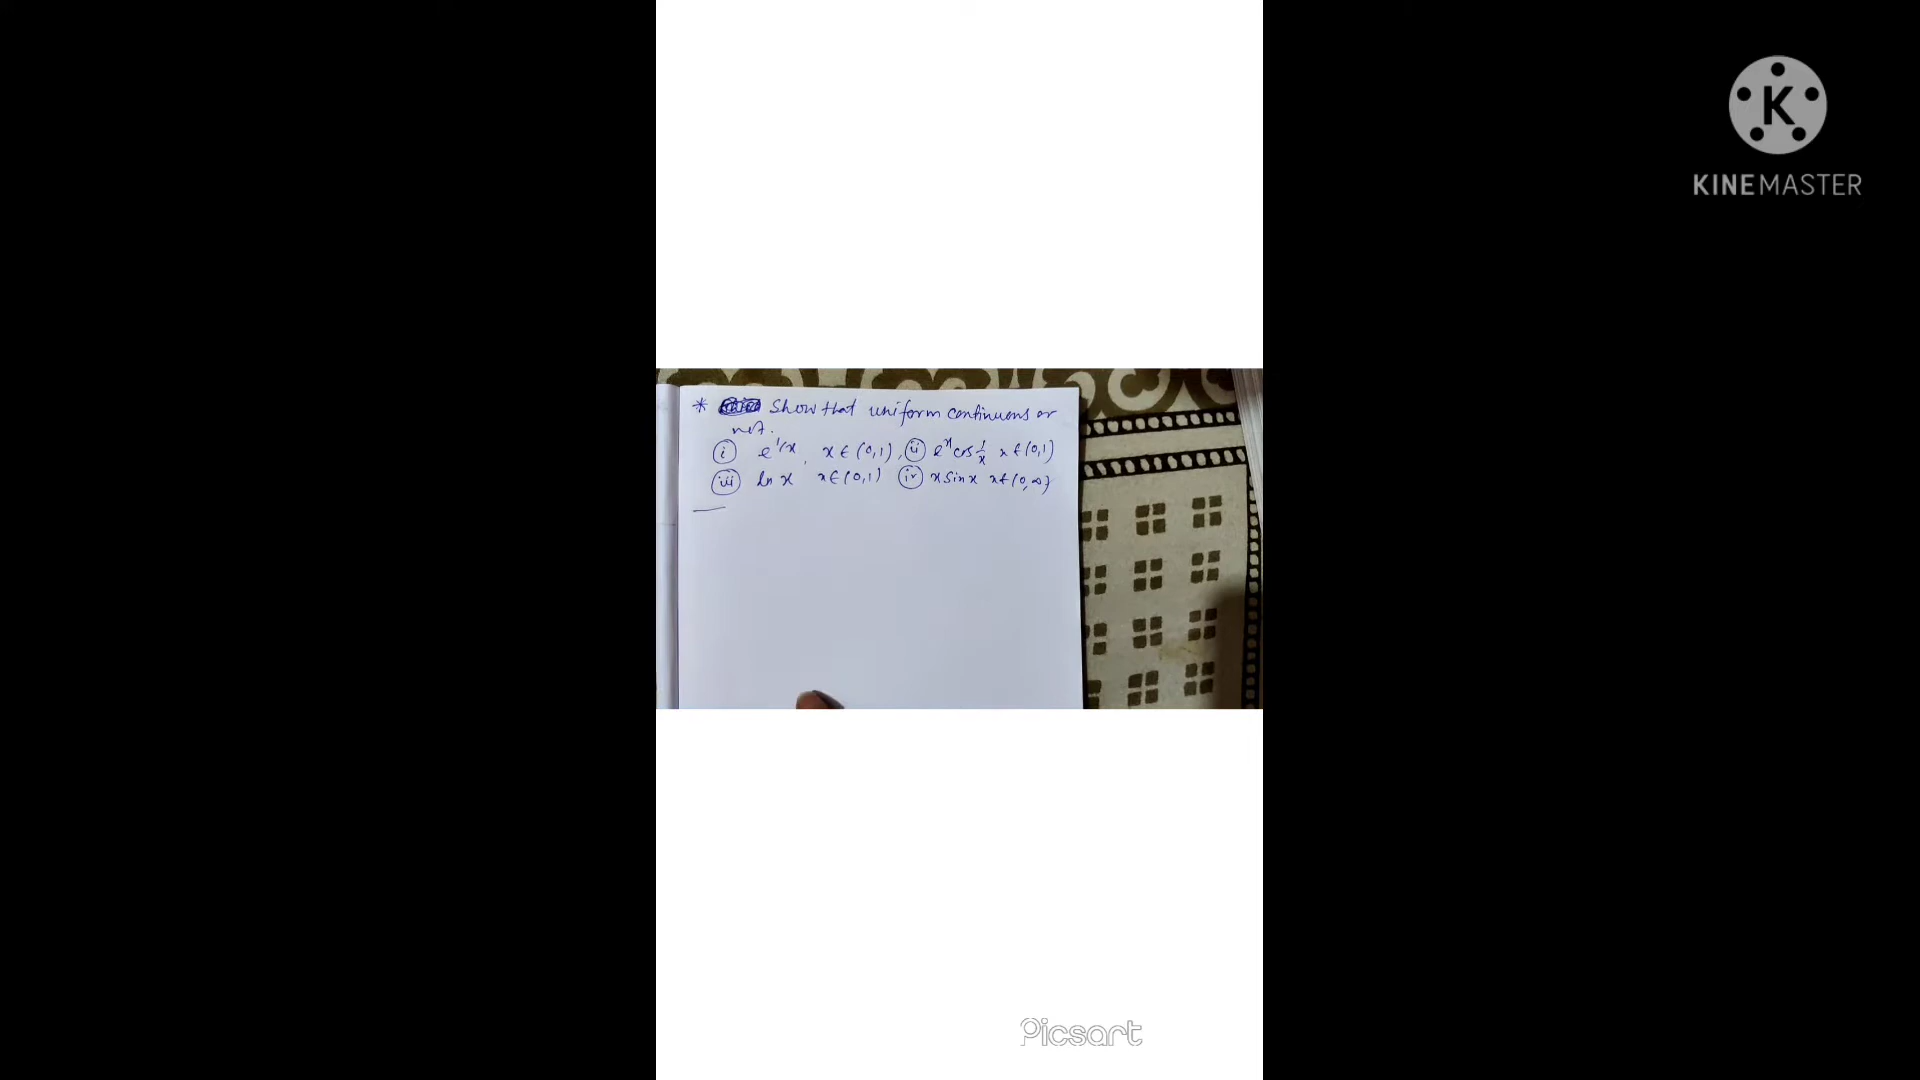 * Show that uniform continuous or
not.
(i) e^1/x, x ∈ (0,1), (ii) e^x cos 1/x x ∈ (0,1)
(iii) ln x x ∈ (0,1) (iv) x sin x x ∈ (0,∞)
K
KINEMASTER
Picsart